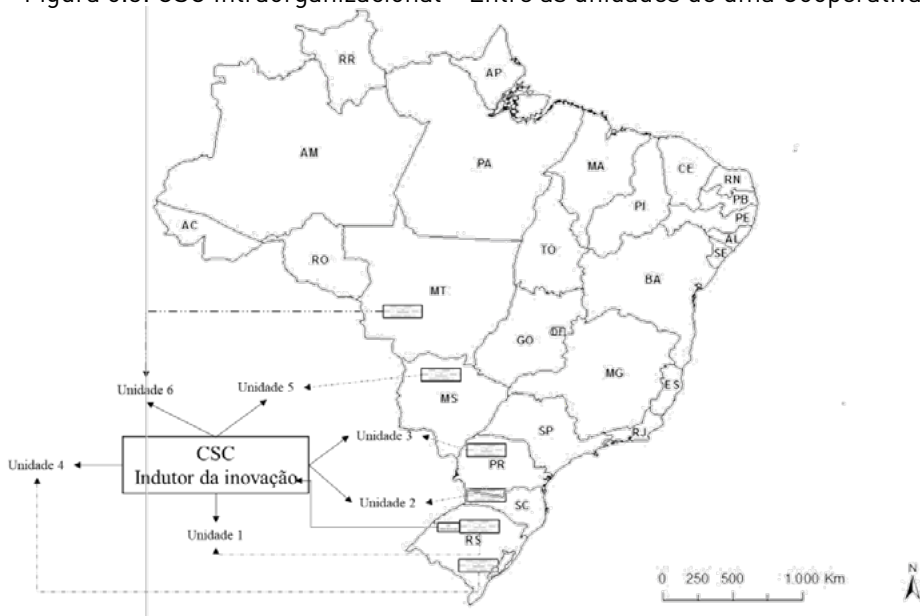 Figura 6.3: CSC Intraorganizacional – Entre as unidades de uma Cooperativa
RR
AP
AM
PA
MA
CE
RN
PB
PE
AL
SE
PI
AC
RO
TO
BA
MT
GO
DF
MG
ES
MS
SP
RJ
PR
SC
RS
Unidade 6
Unidade 5
Unidade 3
CSC
Indutor da inovação
Unidade 4
Unidade 2
Unidade 1
0 250 500 1.000 Km
N